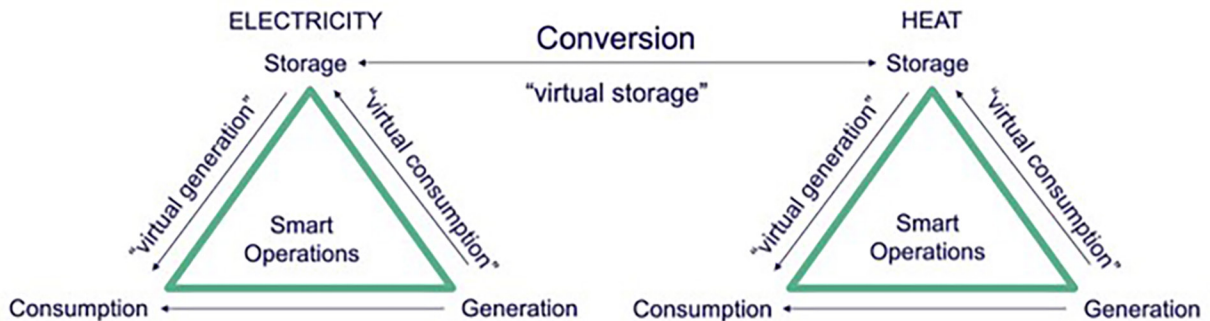 ELECTRICITY
HEAT
Conversion
Storage
Storage
“virtual storage”
“virtual generation”
“virtual consumption”
Smart
Operations
“virtual generation”
“virtual consumption”
Smart
Operations
Consumption
Generation
Consumption
Generation